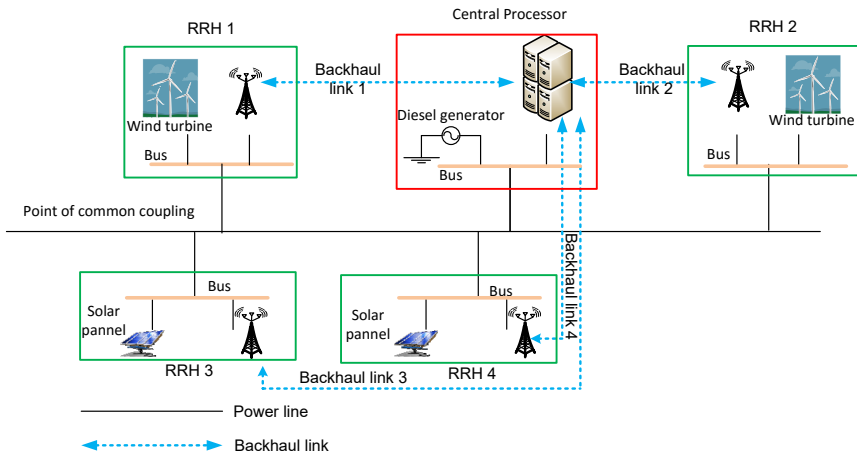 RRH 1
Central Processor
RRH 2
Backhaul
link 1
Backhaul
link 2
Wind turbine
Diesel generator
Wind turbine
Bus
Bus
Bus
Point of common coupling
Backhaul link 4
Bus
Bus
Solar
pannel
Solar
pannel
RRH 3
Backhaul link 3
RRH 4
Power line
Backhaul link